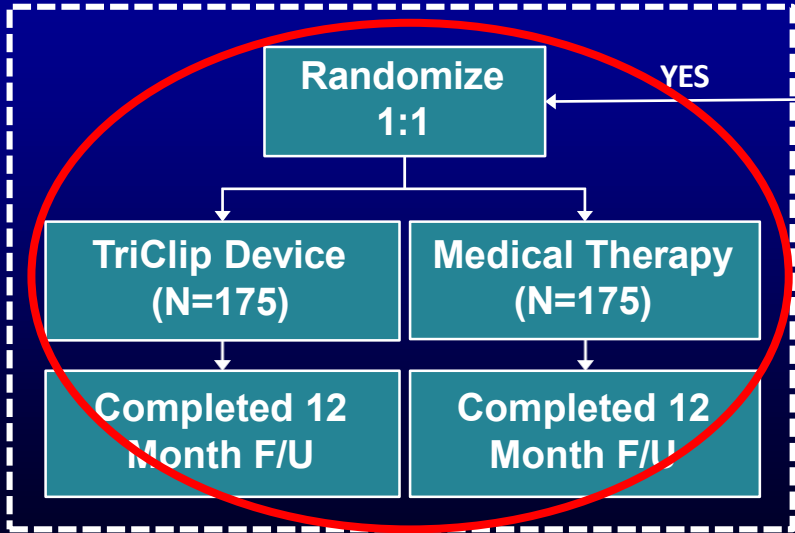 Randomize
1:1
YES
TriClip Device
(N=175)
Medical Therapy
(N=175)
Completed 12
Month F/U
Completed 12
Month F/U